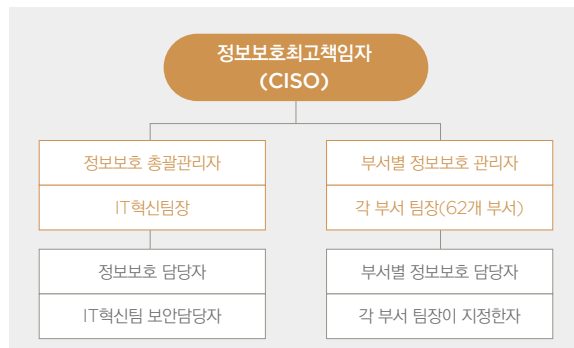 정보보호최고책임자
(CISO)
정보보호 총괄관리자
IT혁신팀장
정보보호 담당자
IT혁신팀 보안담당자
부서별 정보보호 관리자
각 부서 팀장(62개 부서)
부서별 정보보호 담당자
각 부서 팀장이 지정한자